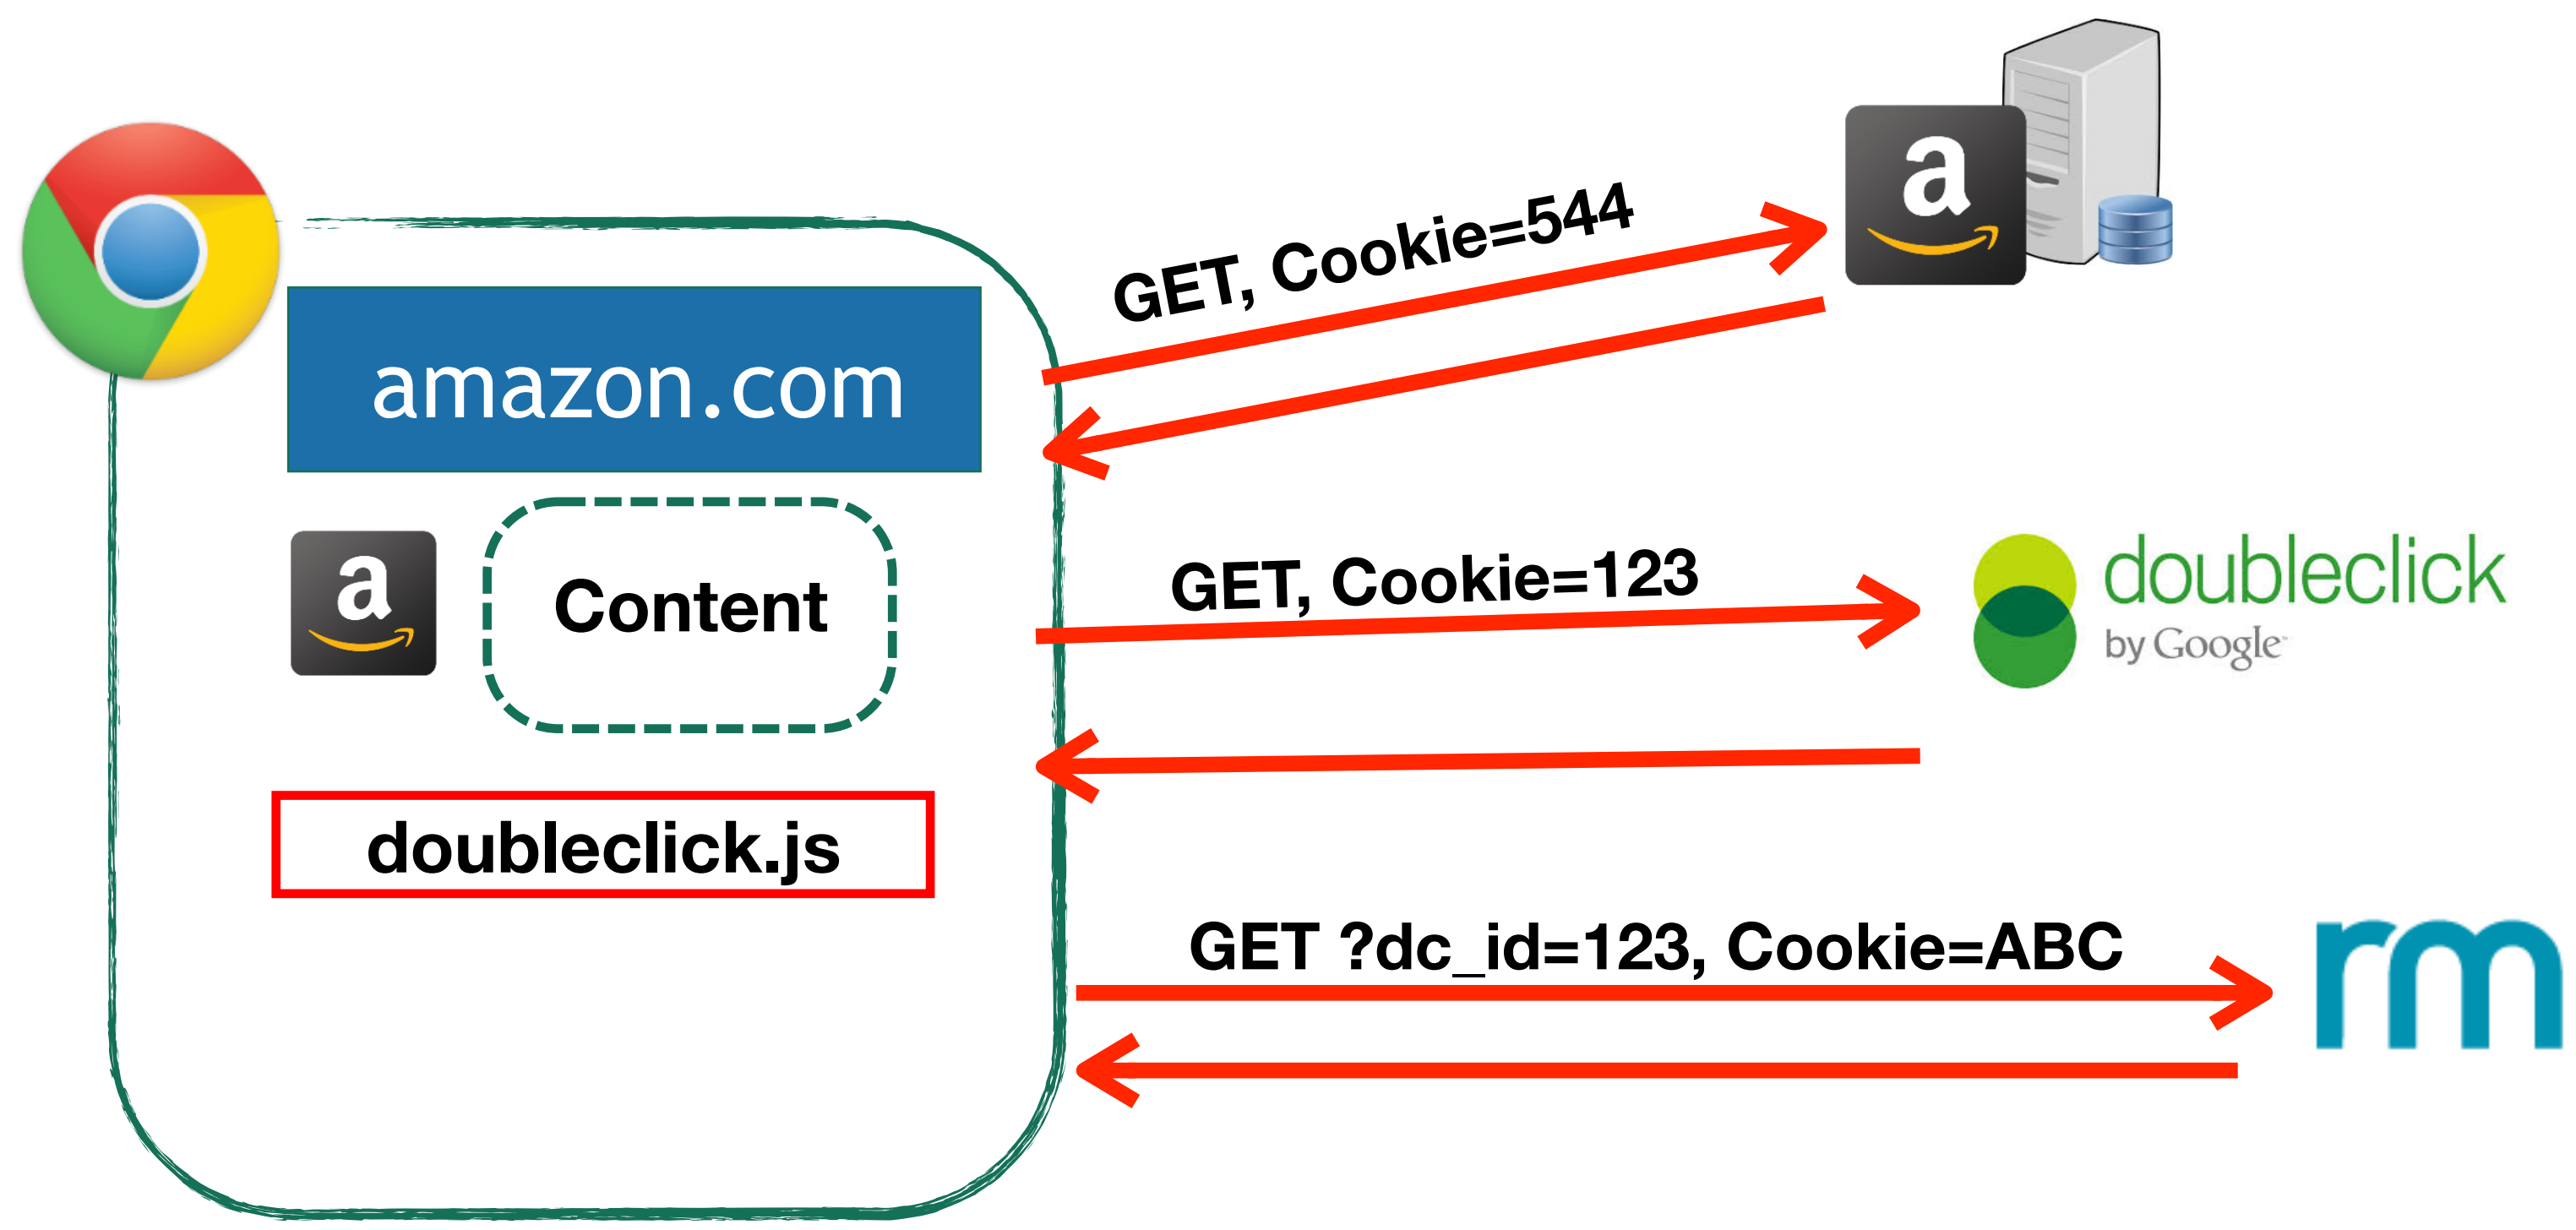 GET, Cookie=544
a
amazon.com
a
Content
GET, Cookie=123
doubleclick
by Google
doubleclick.js
GET ?dc_id=123, Cookie=ABC
rm